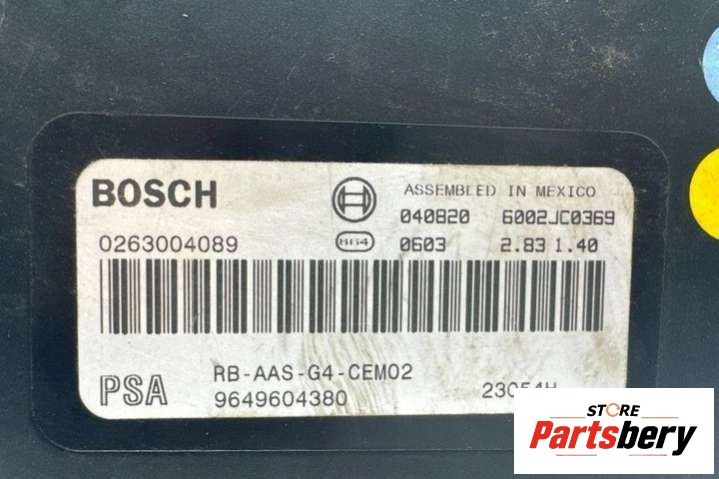 BOSCH
ASSEMBLED IN MEXICO
040820 6002JC0369
0263004089
864 0603 2.83 1.40
RB-AAS-G4-CEM02
PSA
9649604380
STORE
Partsbery